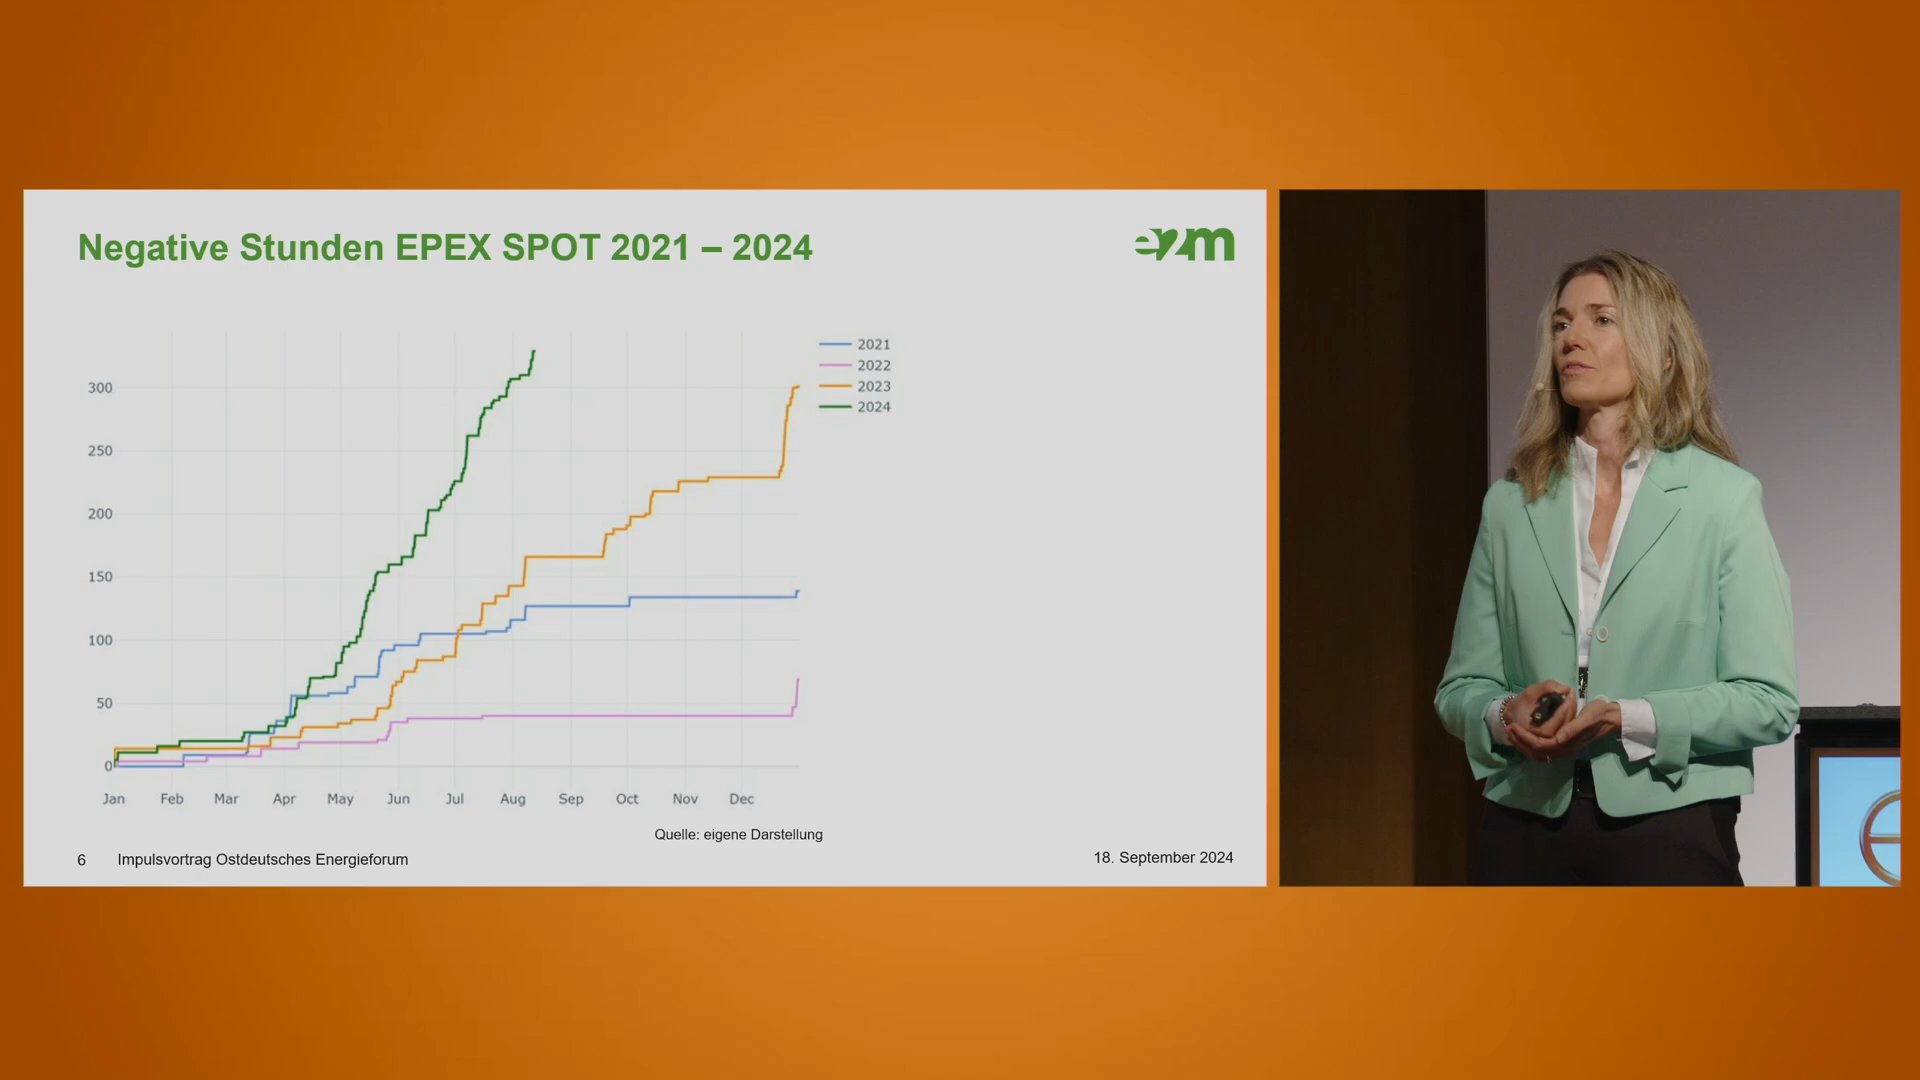 Negative Stunden EPEX SPOT 2021 – 2024
e2m
2021
2022
2023
2024
300
250
200
150
100
50
0
Jan Feb Mar Apr May Jun Jul Aug Sep Oct Nov Dec
Quelle: eigene Darstellung
6 Impulsvortrag Ostdeutsches Energieforum 18. September 2024